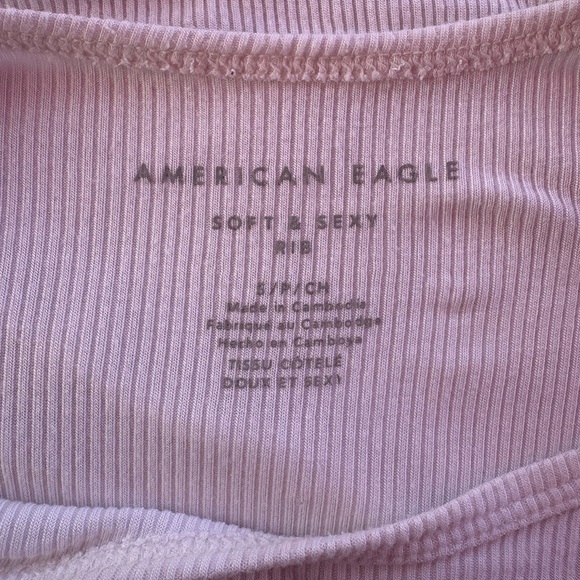 AMERICAN EAGLE
SOFT & SEXY
RIB
S/P/CH
Made in Cambodia
Fabriqué au Cambodge
Hecho en Camboya
TISSU CÔTELÉ
DOUX ET SEXY